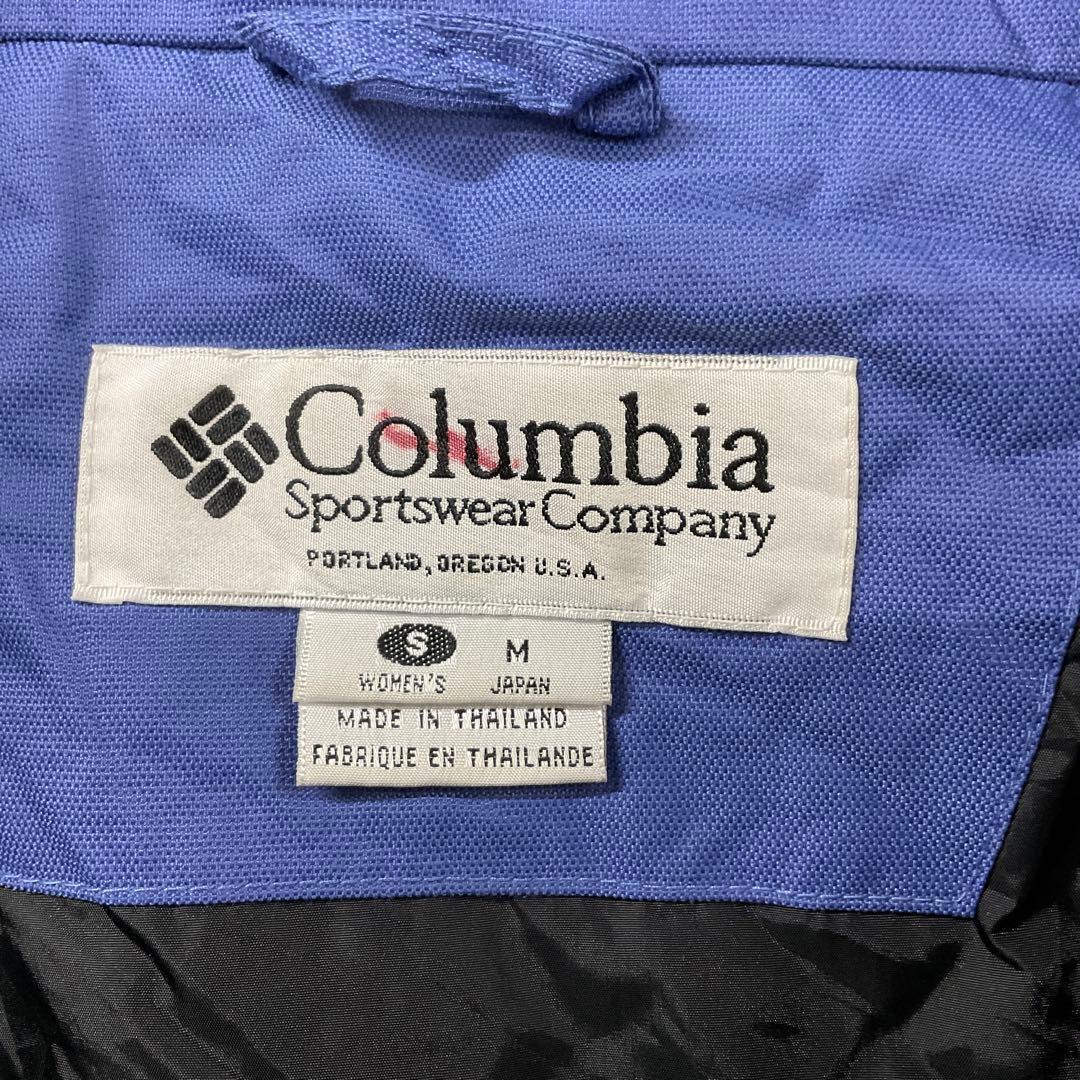 Columbia
Sportswear Company
PORTLAND, OREGON U.S.A.
S M
WOMEN'S JAPAN
MADE IN THAILAND
FABRIQUE EN THAILANDE